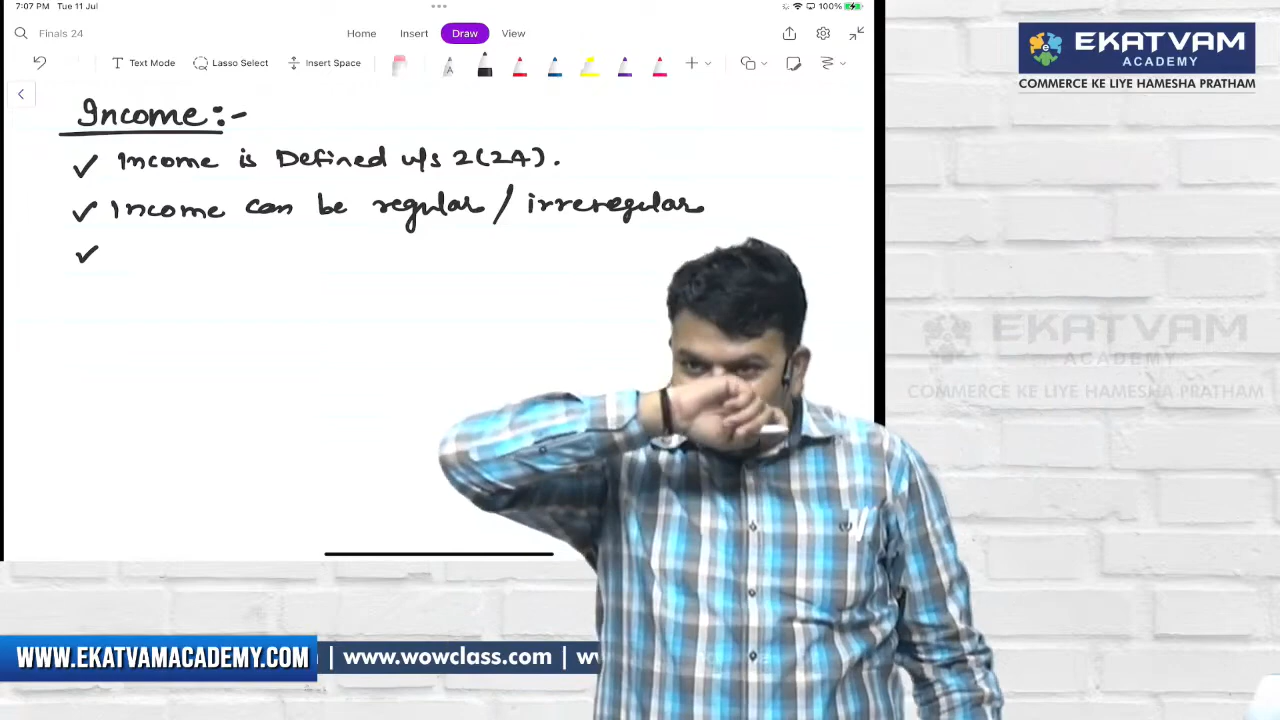 7:07 PM Tue 11 Jul
100%
Finals 24
Home Insert Draw View
Text Mode Lasso Select Insert Space
Income :-
✓ Income is Defined u/s 2(24).
✓ Income can be regular / irreregular
✓
EKATVAM
ACADEMY
COMMERCE KE LIYE HAMESHA PRATHAM
EKATVAM
ACADEMY
COMMERCE KE LIYE HAMESHA PRATHAM
WWW.EKATVAMACADEMY.COM | www.wowclass.com | w